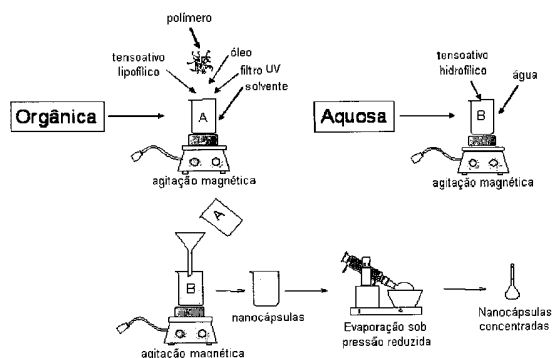 polímero
tensoativo
lipofílico
óleo
filtro UV
solvente
Orgânica
A
agitação magnética
tensoativo
hidrofílico
água
Aquosa
B
agitação magnética
A
B
agitação magnética
nanocápsulas
Evaporação sob
pressão reduzida
Nanocápsulas
concentradas